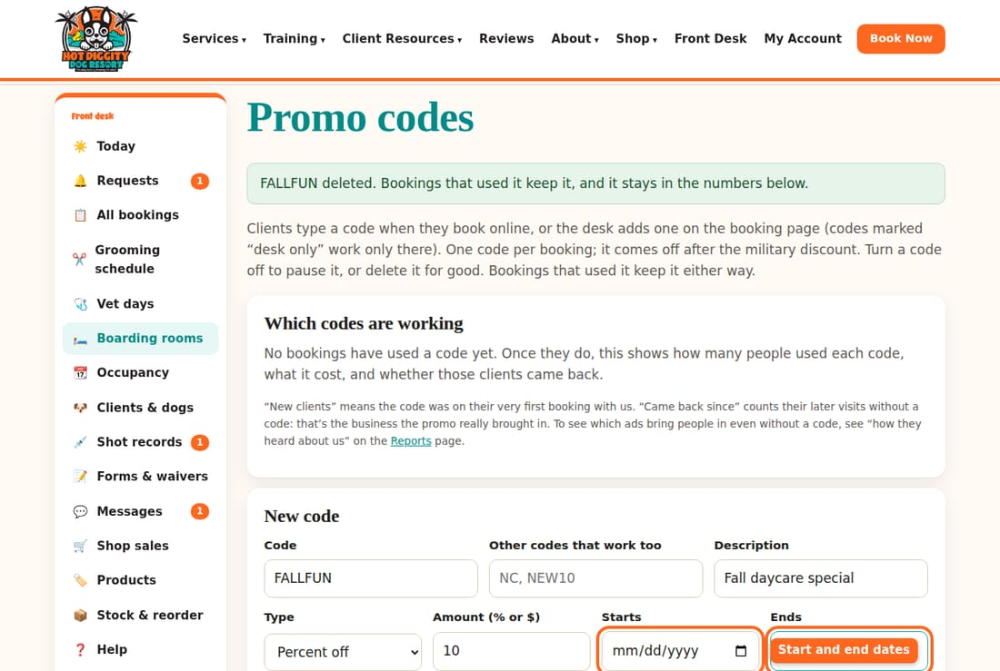 HOT DIGGITY
DOG RESORT
Services ▾ Training ▾ Client Resources ▾ Reviews About ▾ Shop ▾ Front Desk My Account Book Now
Front desk
Today
Requests 1
All bookings
Grooming
schedule
Vet days
Boarding rooms
Occupancy
Clients & dogs
Shot records 1
Forms & waivers
Messages 1
Shop sales
Products
Stock & reorder
Help
Promo codes
FALLFUN deleted. Bookings that used it keep it, and it stays in the numbers below.
Clients type a code when they book online, or the desk adds one on the booking page (codes marked
“desk only” work only there). One code per booking; it comes off after the military discount. Turn a code
off to pause it, or delete it for good. Bookings that used it keep it either way.
Which codes are working
No bookings have used a code yet. Once they do, this shows how many people used each code,
what it cost, and whether those clients came back.
“New clients” means the code was on their very first booking with us. “Came back since” counts their later visits without a
code: that’s the business the promo really brought in. To see which ads bring people in even without a code, see “how they
heard about us” on the Reports page.
New code
Code Other codes that work too Description
FALLFUN NC, NEW10 Fall daycare special
Type Amount (% or $) Starts Ends
Percent off 10 mm/dd/yyyy Start and end dates